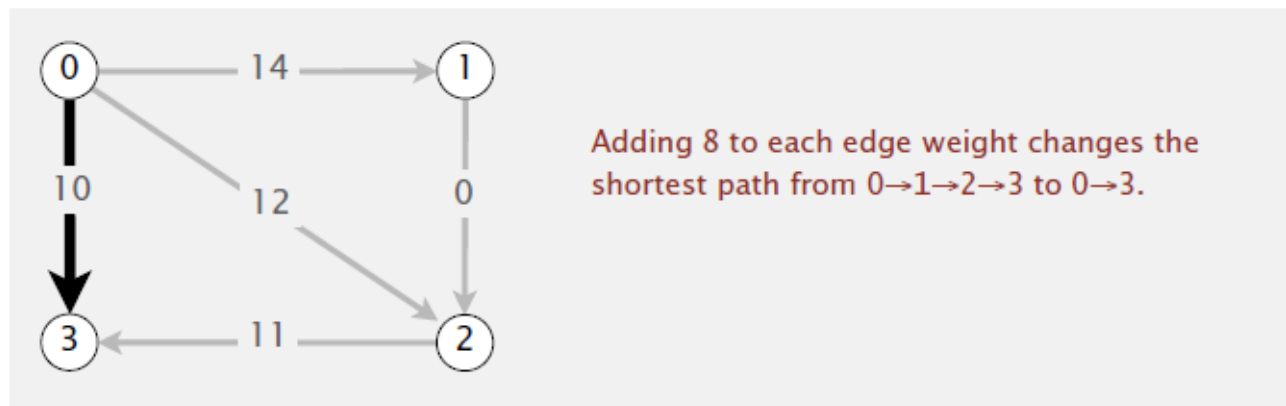 0 14 1
Adding 8 to each edge weight changes the
shortest path from 0→1→2→3 to 0→3.
10 12 0
3 11 2